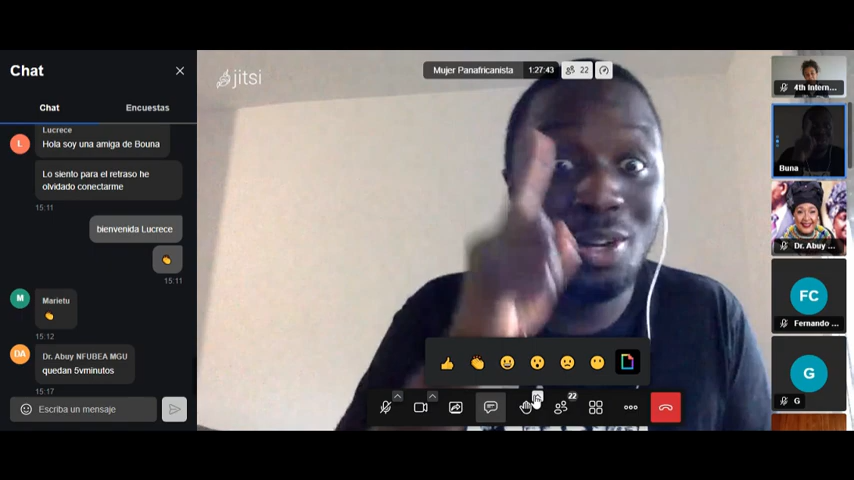 Chat
Chat
Encuestas
Lucrece
L
Hola soy una amiga de Bouna
Lo siento para el retraso he
olvidado conectarme
15:11
bienvenida Lucrece
15:11
M
Marietu
15:12
DA
Dr. Abuy NFUBEA MGU
quedan 5vminutos
15:17
Escriba un mensaje
jitsi
Mujer Panafricanista
1:27:43
22
22
4th Intern...
Buna
Dr. Abuy ...
FC
Fernando ...
G
G